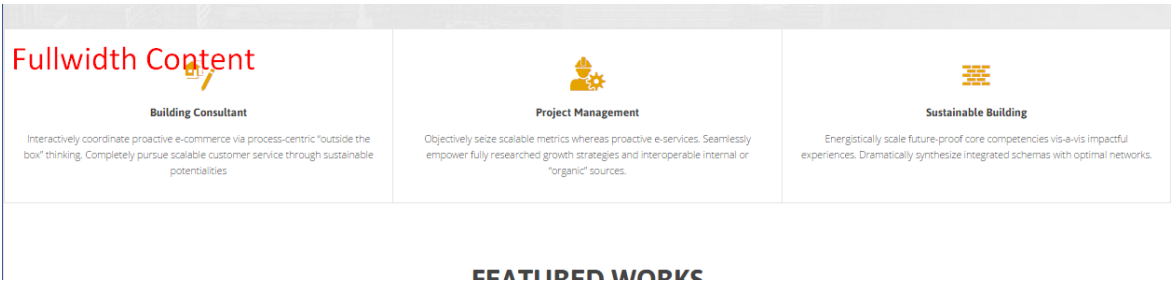 Fullwidth Content
Building Consultant
Interactively coordinate proactive e-commerce via process-centric “outside the
box” thinking. Completely pursue scalable customer service through sustainable
potentialities
Project Management
Objectively seize scalable metrics whereas proactive e-services. Seamlessly
empower fully researched growth strategies and interoperable internal or
“organic” sources.
Sustainable Building
Energistically scale future-proof core competencies vis-a-vis impactful
experiences. Dramatically synthesize integrated schemas with optimal networks.
FEATURED WORKS